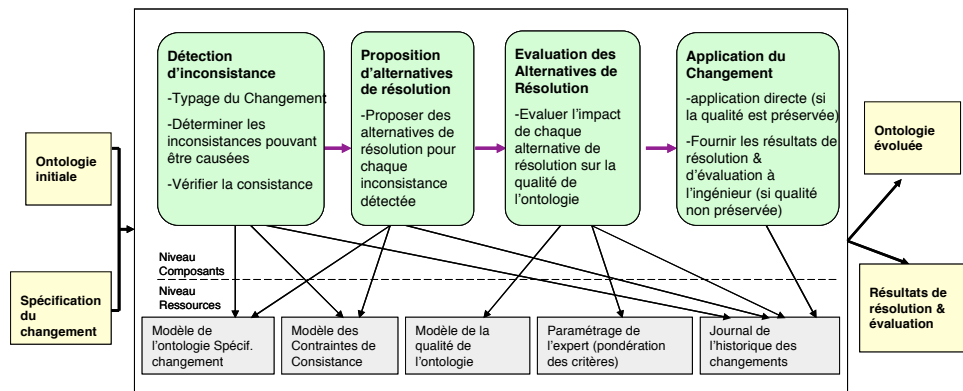 Ontologie
initiale
Spécification
du
changement
Détection
d'inconsistance
-Typage du Changement
-Déterminer les
inconsistances pouvant
être causées
-Vérifier la consistance
Proposition
d'alternatives
de résolution
-Proposer des
alternatives de
résolution pour
chaque
inconsistance
détectée
Evaluation des
Alternatives de
Résolution
-Evaluer l'impact
de chaque
alternative de
résolution sur la
qualité de
l'ontologie
Application du
Changement
-application directe (si
la qualité est préservée)
-Fournir les résultats de
résolution &
d'évaluation à
l'ingénieur (si qualité
non préservée)
Niveau
Composants
Niveau
Ressources
Modèle de
l'ontologie Spécif.
changement
Modèle des
Contraintes de
Consistance
Modèle de la
qualité de
l'ontologie
Paramétrage de
l'expert (pondération
des critères)
Journal de
l'historique des
changements
Ontologie
évoluée
Résultats de
résolution &
évaluation